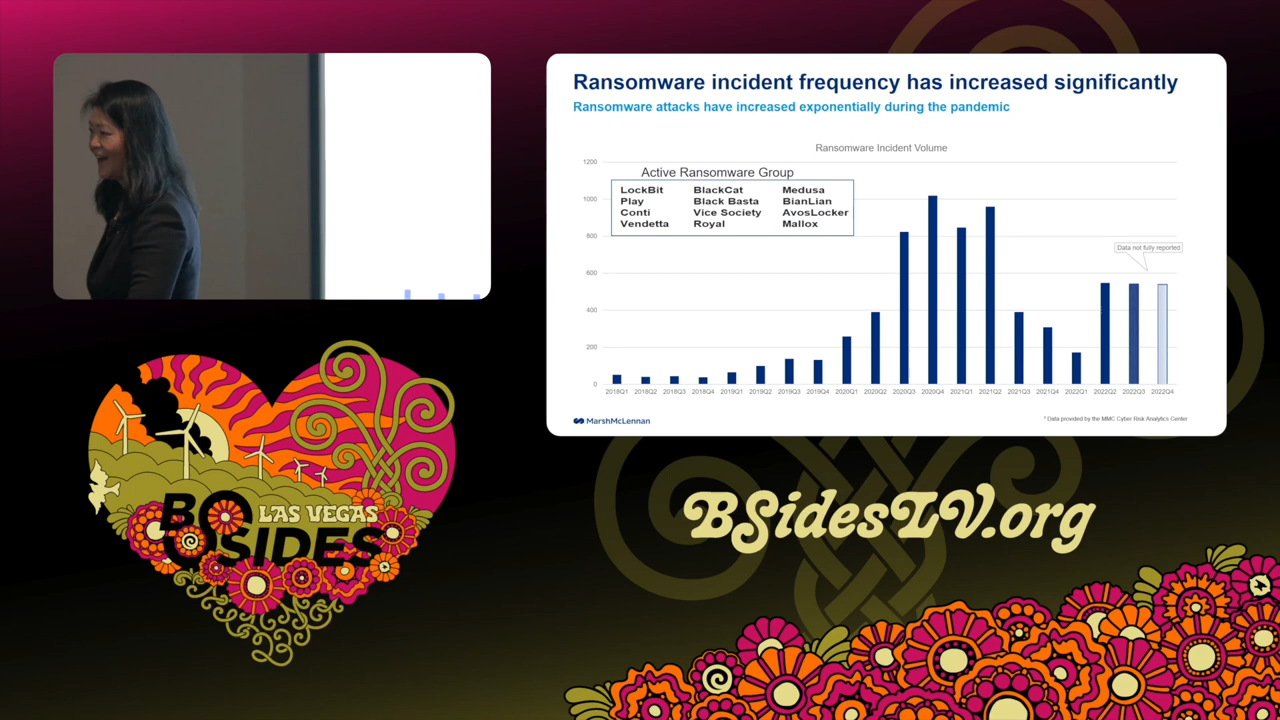 Ransomware incident frequency has increased significantly
Ransomware attacks have increased exponentially during the pandemic
Ransomware Incident Volume
Active Ransomware Group
LockBit BlackCat Medusa
Play Black Basta BianLian
Conti Vice Society AvosLocker
Vendetta Royal Mallox
Data not fully reported
1200
1000
800
600
400
200
0
2018Q1 2018Q2 2018Q3 2018Q4 2019Q1 2019Q2 2019Q3 2019Q4 2020Q1 2020Q2 2020Q3 2020Q4 2021Q1 2021Q2 2021Q3 2021Q4 2022Q1 2022Q2 2022Q3 2022Q4
MarshMcLennan
* Data provided by the MMC Cyber Risk Analytics Center
LAS VEGAS
BSIDES
BSidesLV.org